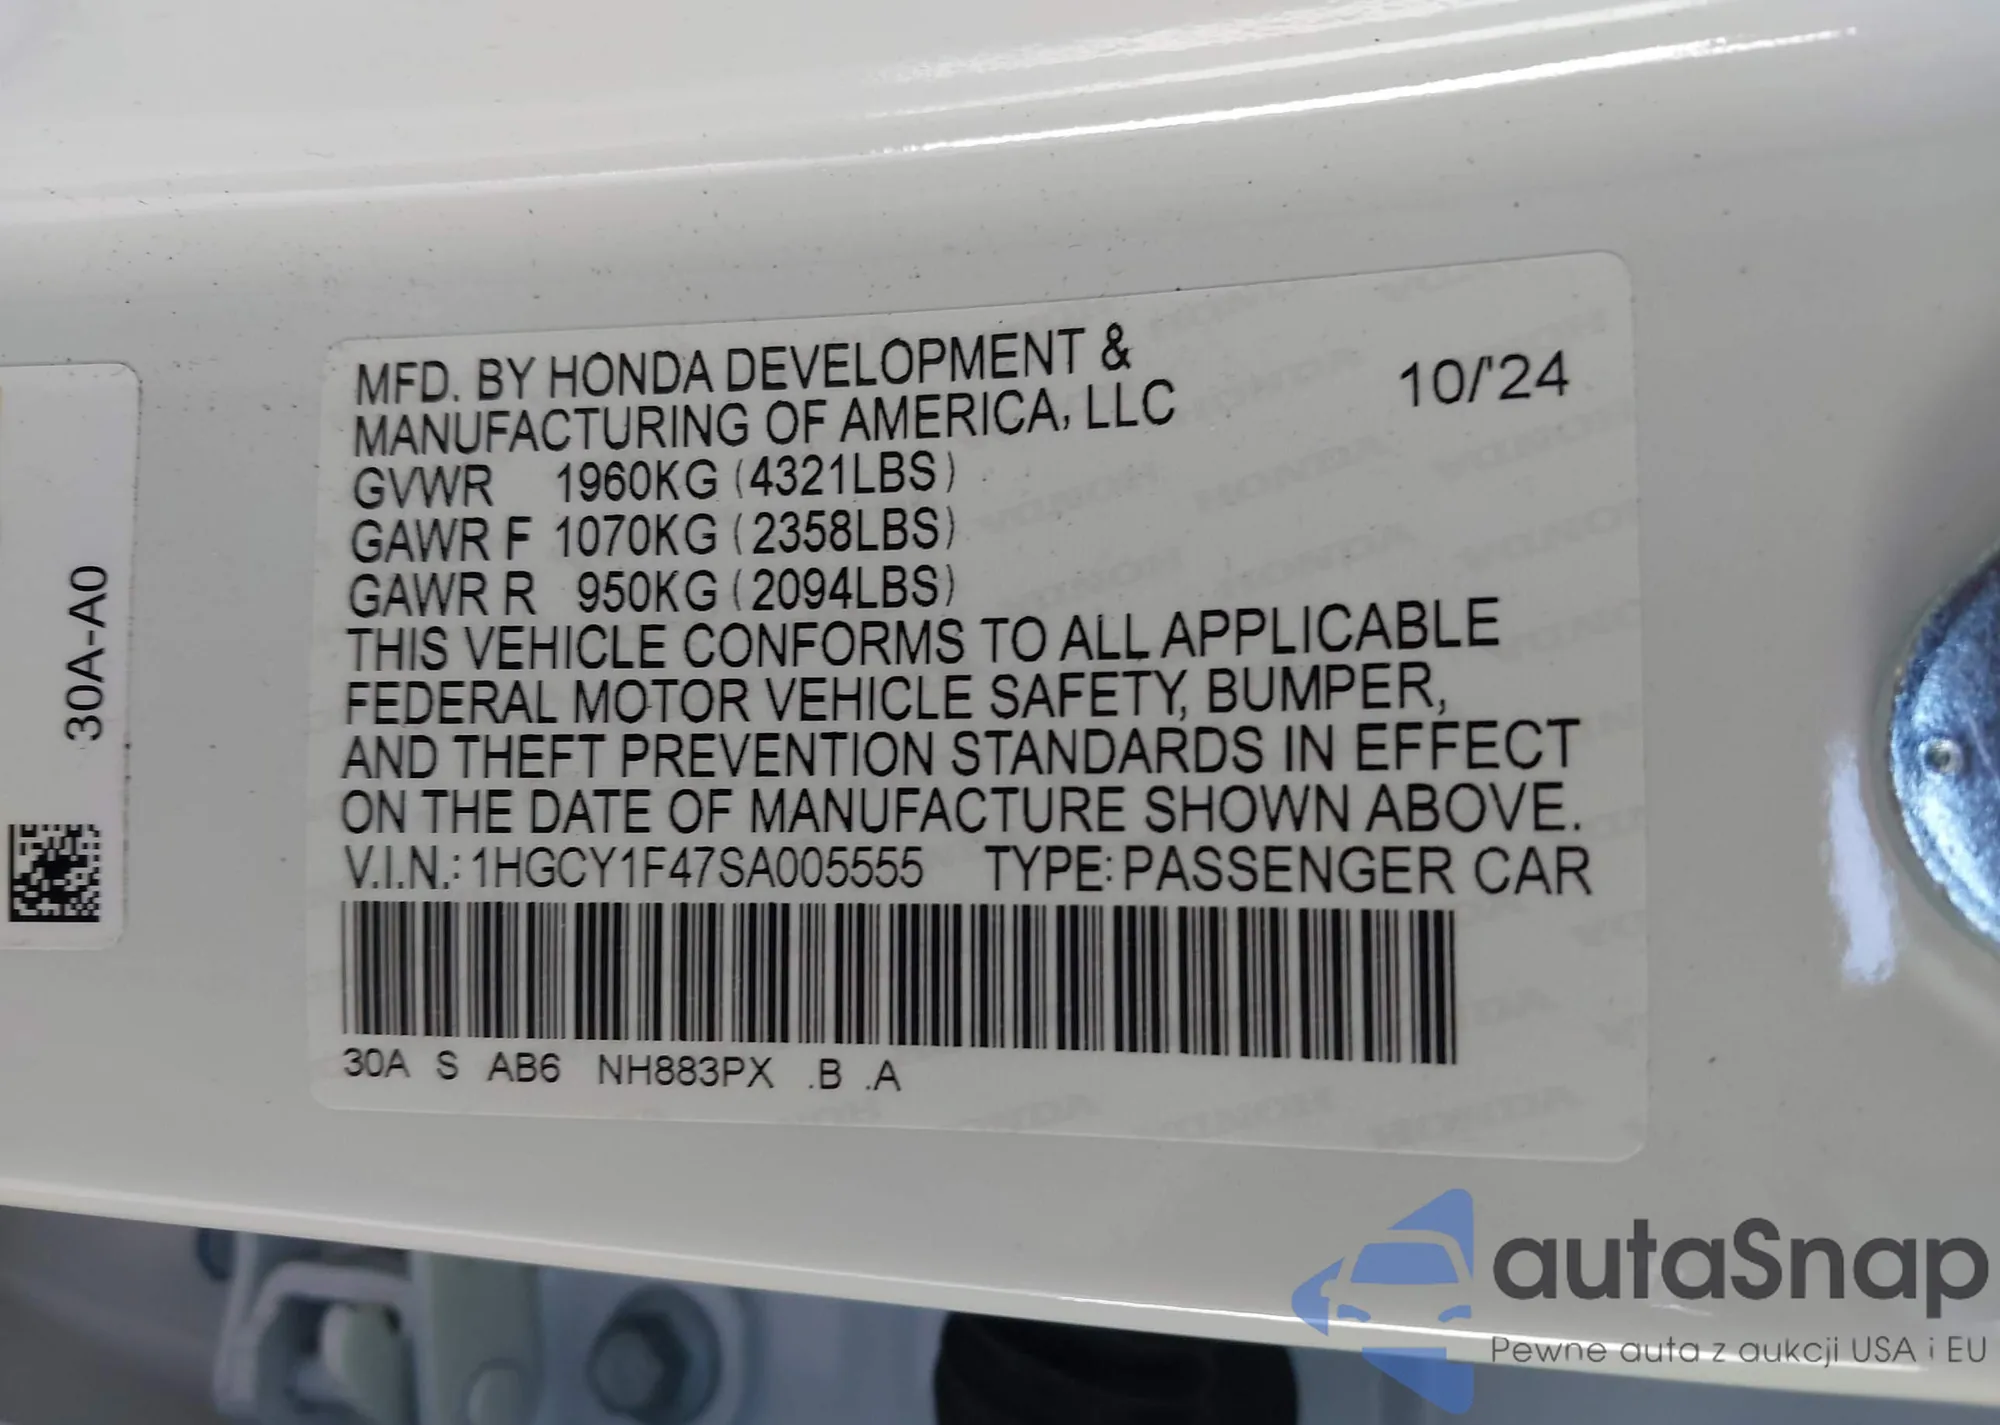 MFD. BY HONDA DEVELOPMENT &
MANUFACTURING OF AMERICA, LLC
10/'24
GVWR 1960KG (4321LBS)
GAWR F 1070KG (2358LBS)
GAWR R 950KG (2094LBS)
THIS VEHICLE CONFORMS TO ALL APPLICABLE
FEDERAL MOTOR VEHICLE SAFETY, BUMPER,
AND THEFT PREVENTION STANDARDS IN EFFECT
ON THE DATE OF MANUFACTURE SHOWN ABOVE.
V.I.N.: 1HGCY1F47SA005555 TYPE: PASSENGER CAR
30A S AB6 NH883PX .B .A
30A-A0
autaSnap
Pewne auta z aukcji USA i EU